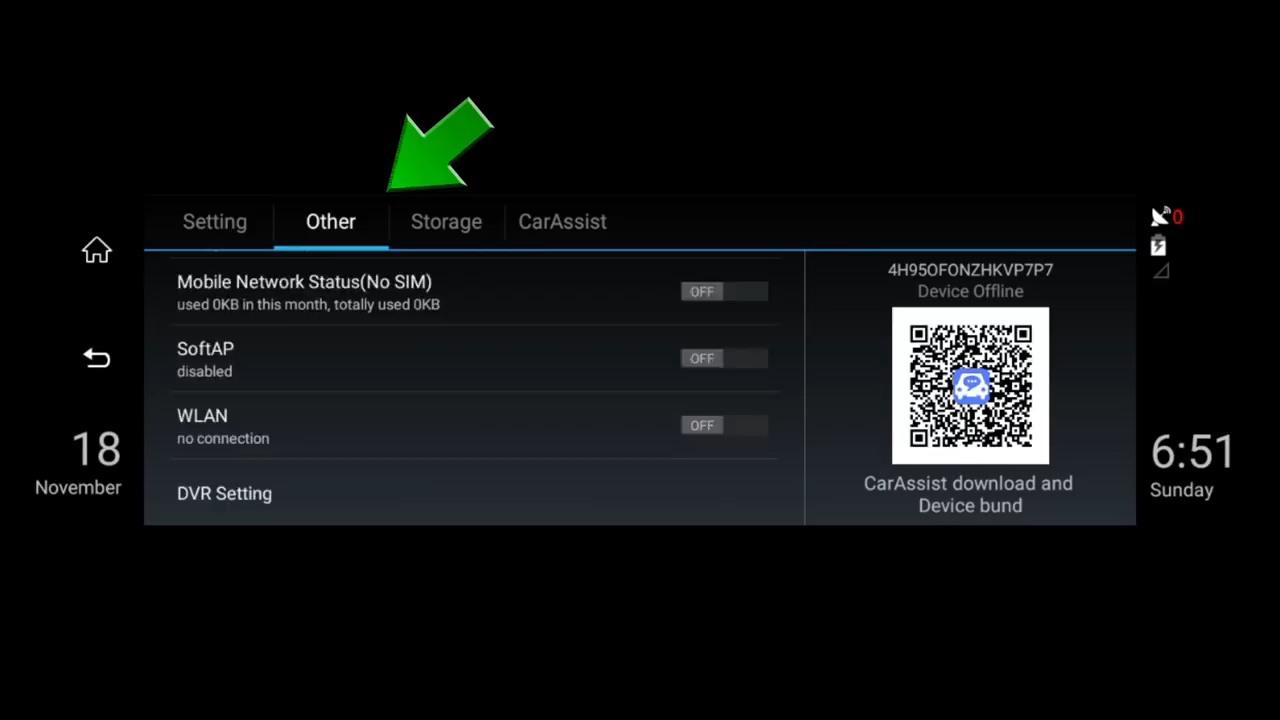 Setting
Other
Storage
CarAssist
0
Mobile Network Status(No SIM)
used 0KB in this month, totally used 0KB
OFF
SoftAP
disabled
OFF
WLAN
no connection
OFF
DVR Setting
4H95OFONZHKVP7P7
Device Offline
CarAssist download and
Device bund
18
November
6:51
Sunday